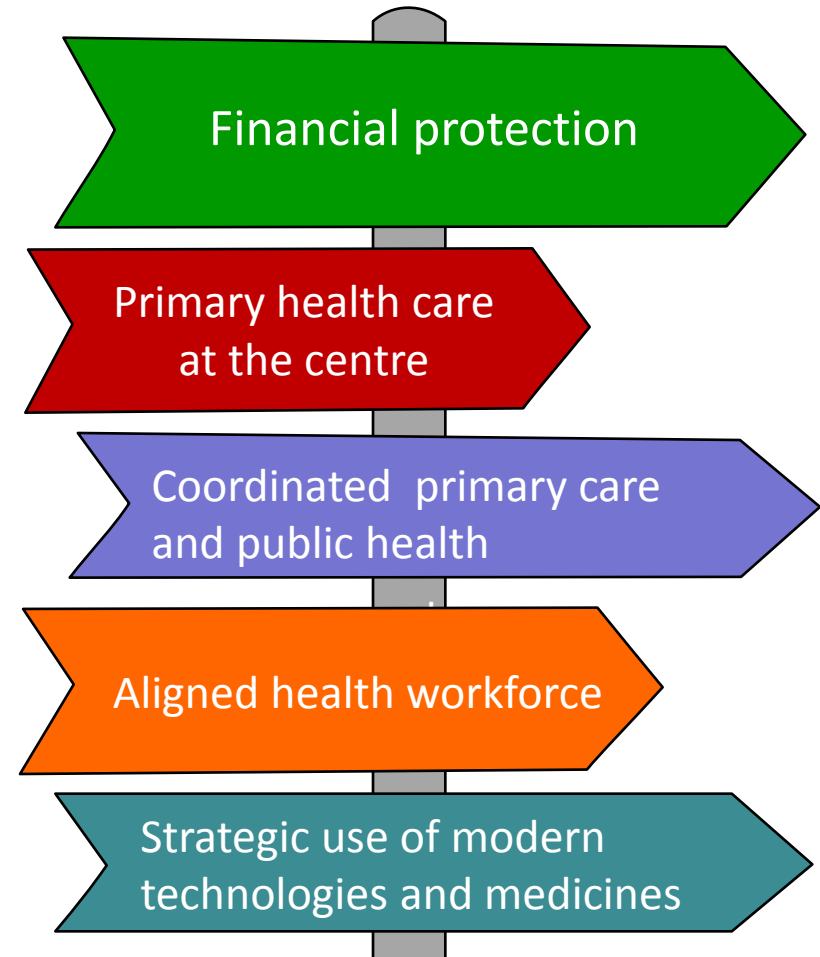 Financial protection
Primary health care
at the centre
Coordinated  primary care
and public health
Aligned health workforce
Strategic use of modern
technologies and medicines